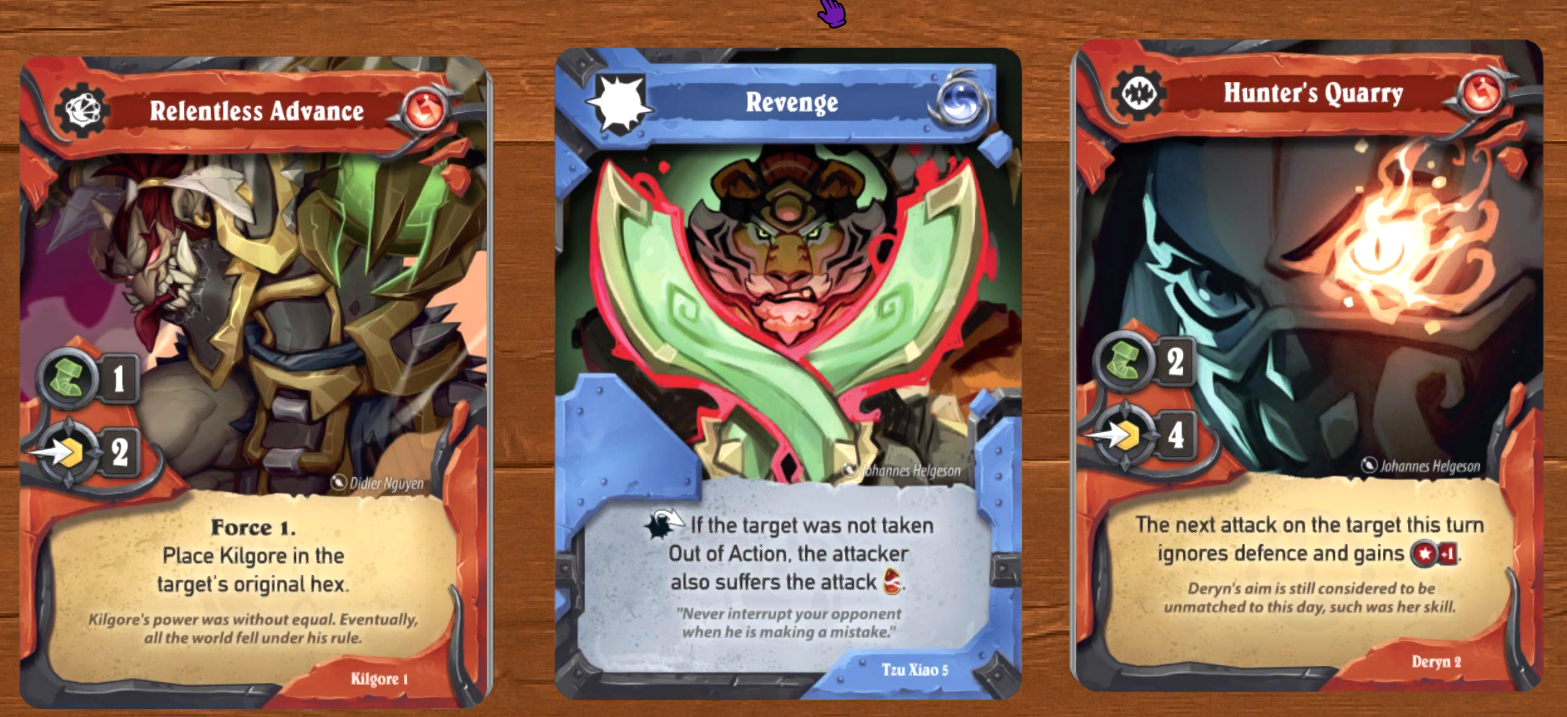 Relentless Advance
1
2
Didier Nguyen
Force 1.
Place Kilgore in the
target's original hex.
Kilgore's power was without equal. Eventually,
all the world fell under his rule.
Kilgore 1
Revenge
Johannes Helgeson
If the target was not taken
Out of Action, the attacker
also suffers the attack
"Never interrupt your opponent
when he is making a mistake."
Tzu Xiao 5
Hunter's Quarry
2
4
Johannes Helgeson
The next attack on the target this turn
ignores defence and gains +1.
Deryn's aim is still considered to be
unmatched to this day, such was her skill.
Deryn 2